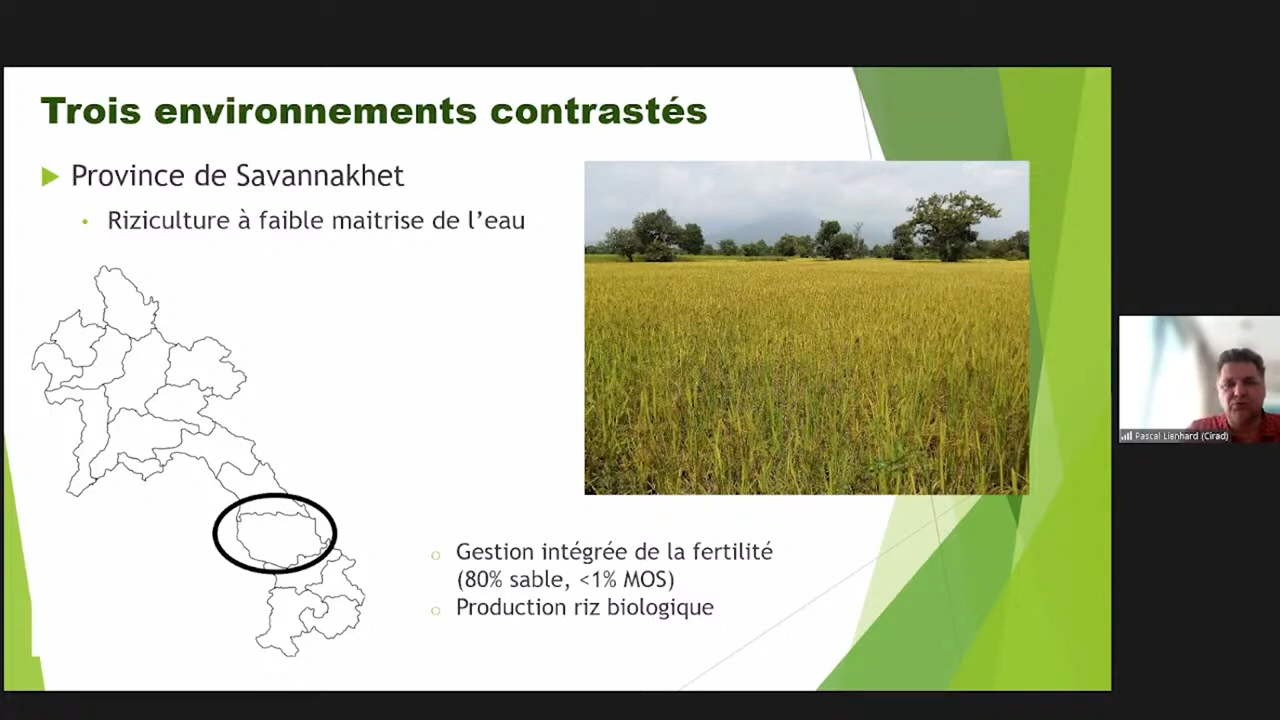 Trois environnements contrastés
Province de Savannakhet
Riziculture à faible maitrise de l’eau
Gestion intégrée de la fertilité
(80% sable, <1% MOS)
Production riz biologique
Pascal Lienhard (Cirad)